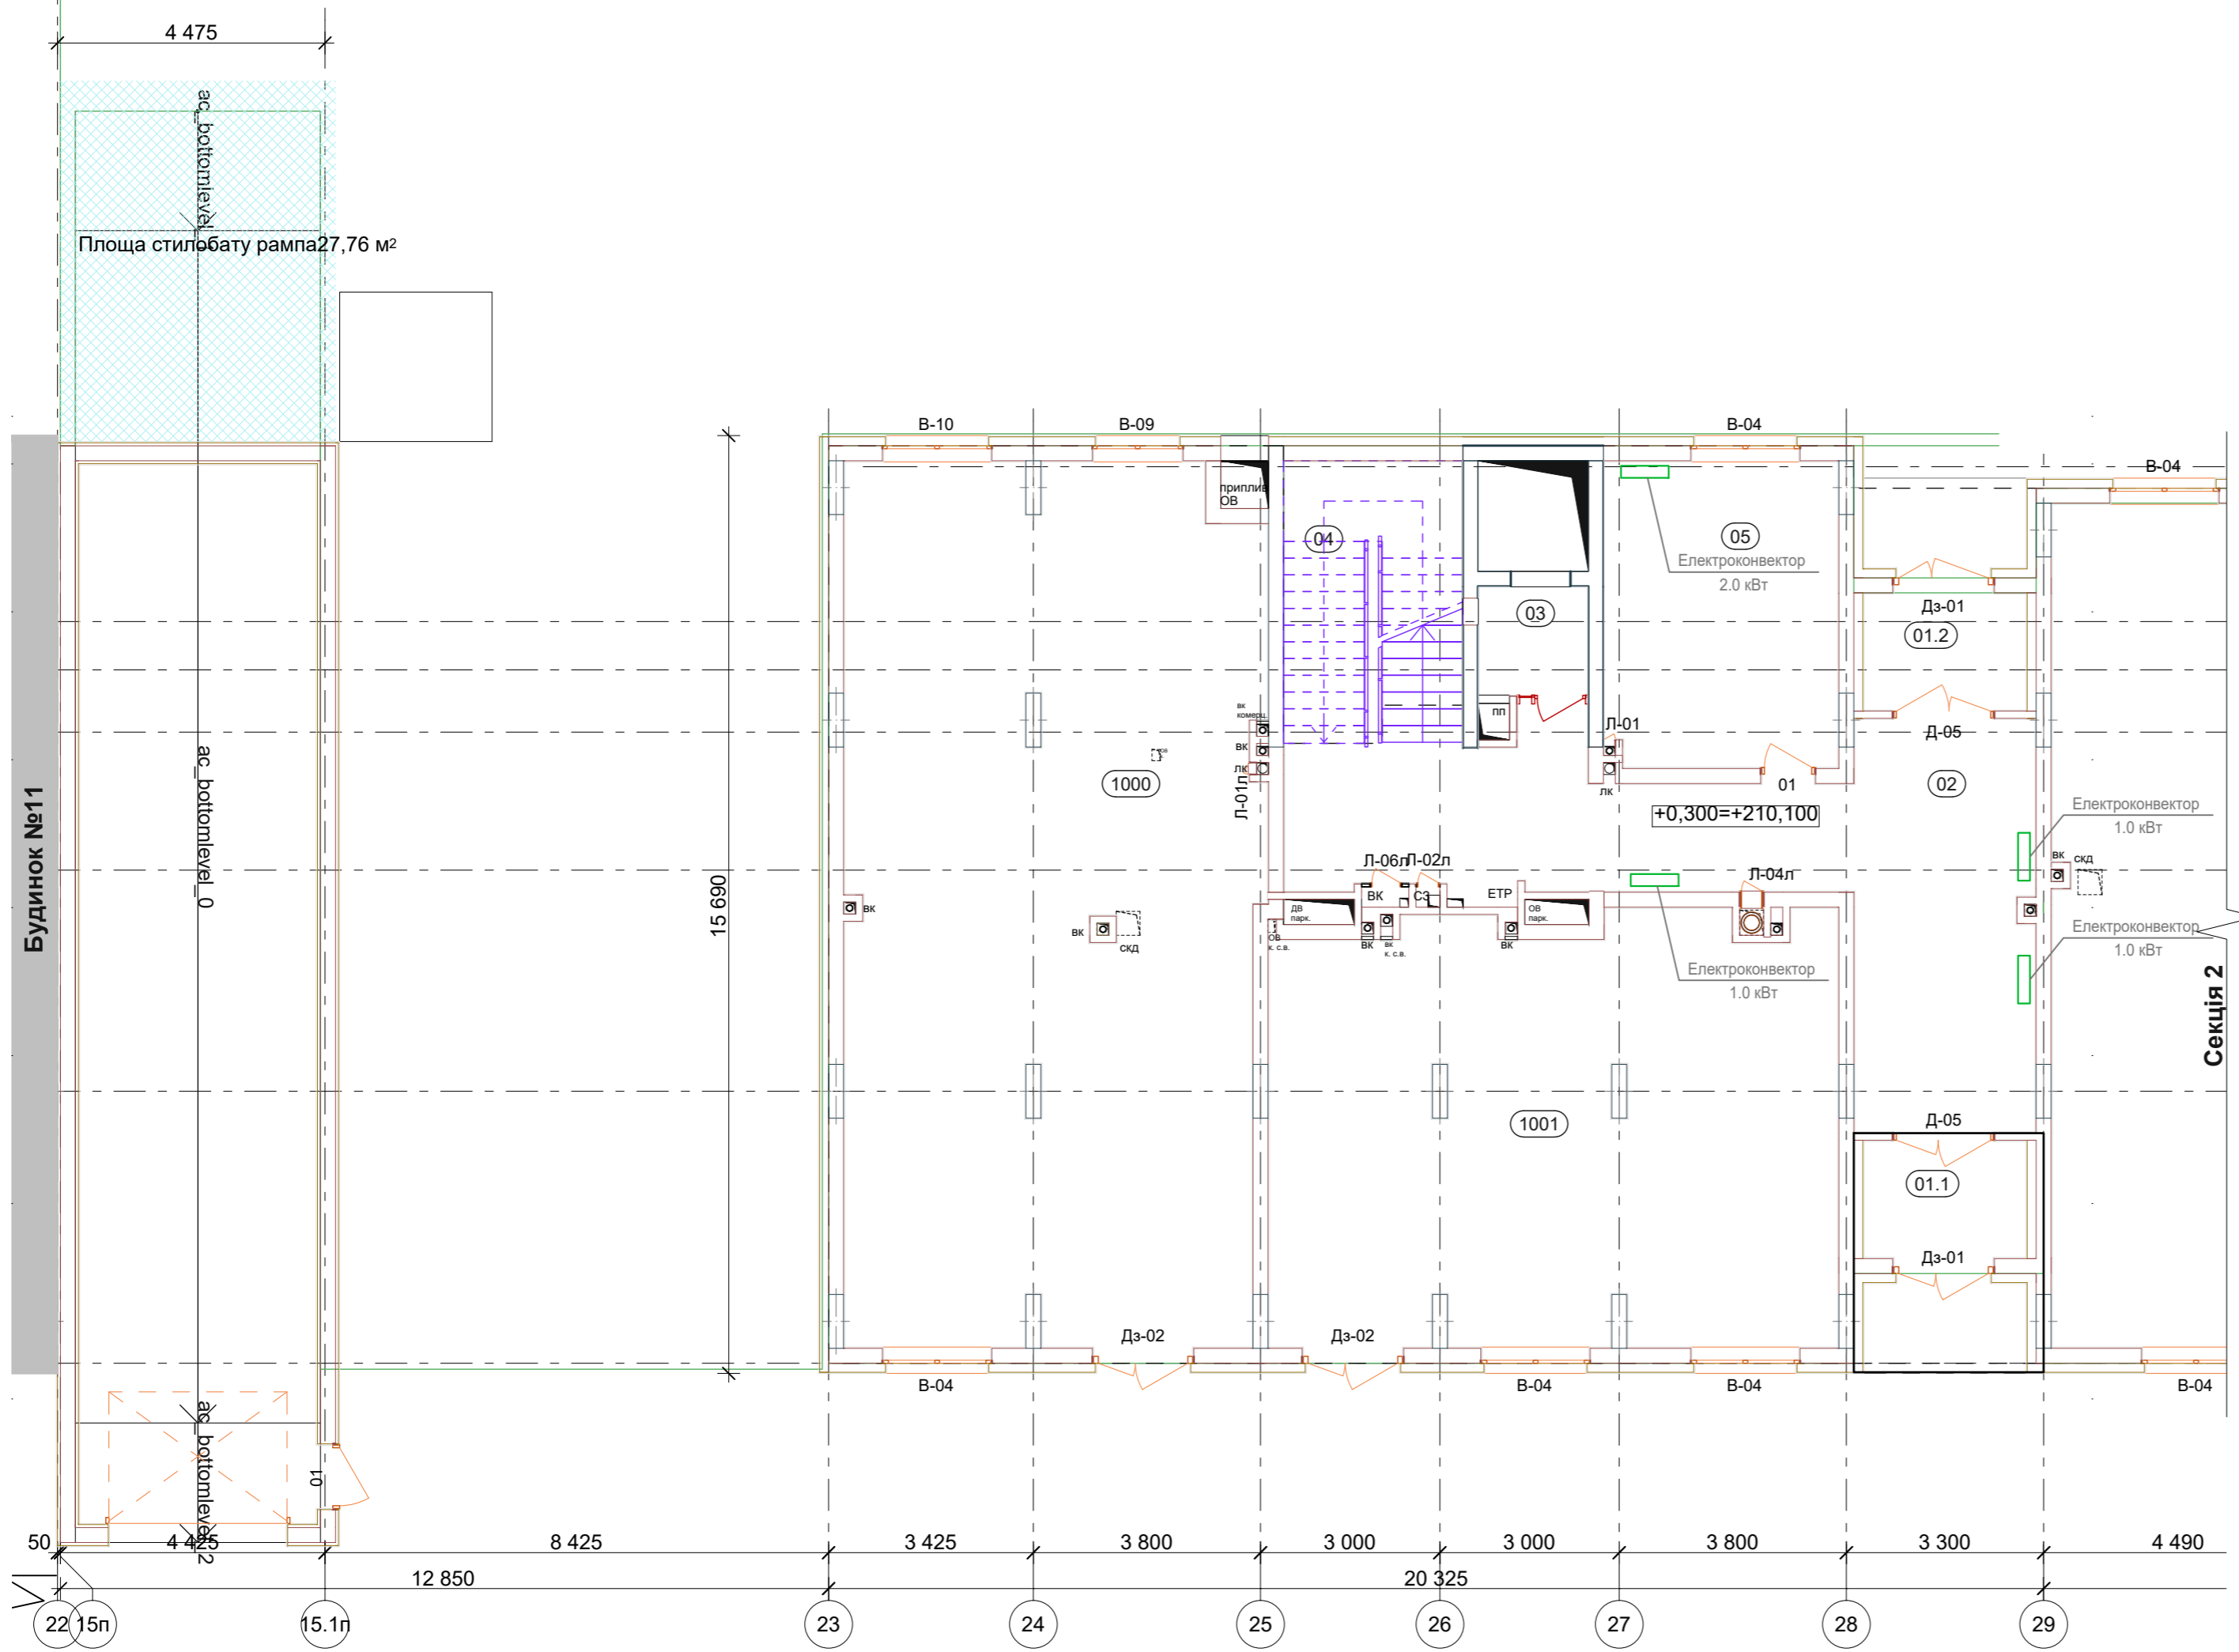 4 475
ac_bottomlevel_1
Площа стилобату рампа27,76 м²
В-10
В-09
В-04
В-04
приплив
ОВ
04
05
Електроконвектор
2.0 кВт
03
Дз-01
01.2
пп
Л-01
Д-05
вк
комерц.
ВК
ЛК
Л-01л
1000
ов
лк
01
02
+0,300=+210,100
Електроконвектор
1.0 кВт
Будинок №11
ac_bottomlevel_0
15 690
Л-06л
Л-02л
Л-04л
ВК
СЗ
ЕТР
ВК
СКД
ДВ
парк.
ОВ
парк.
ВК
ВК
СКД
ОВ
к. с.в.
ВК
вк
к. с.в.
ВК
Електроконвектор
1.0 кВт
Електроконвектор
1.0 кВт
Секція 2
1001
Д-05
01.1
Дз-01
Дз-02
Дз-02
В-04
В-04
В-04
В-04
ac_bottomlevel_2
01
50
4 425
8 425
3 425
3 800
3 000
3 000
3 800
3 300
4 490
12 850
20 325
22
15п
15.1п
23
24
25
26
27
28
29